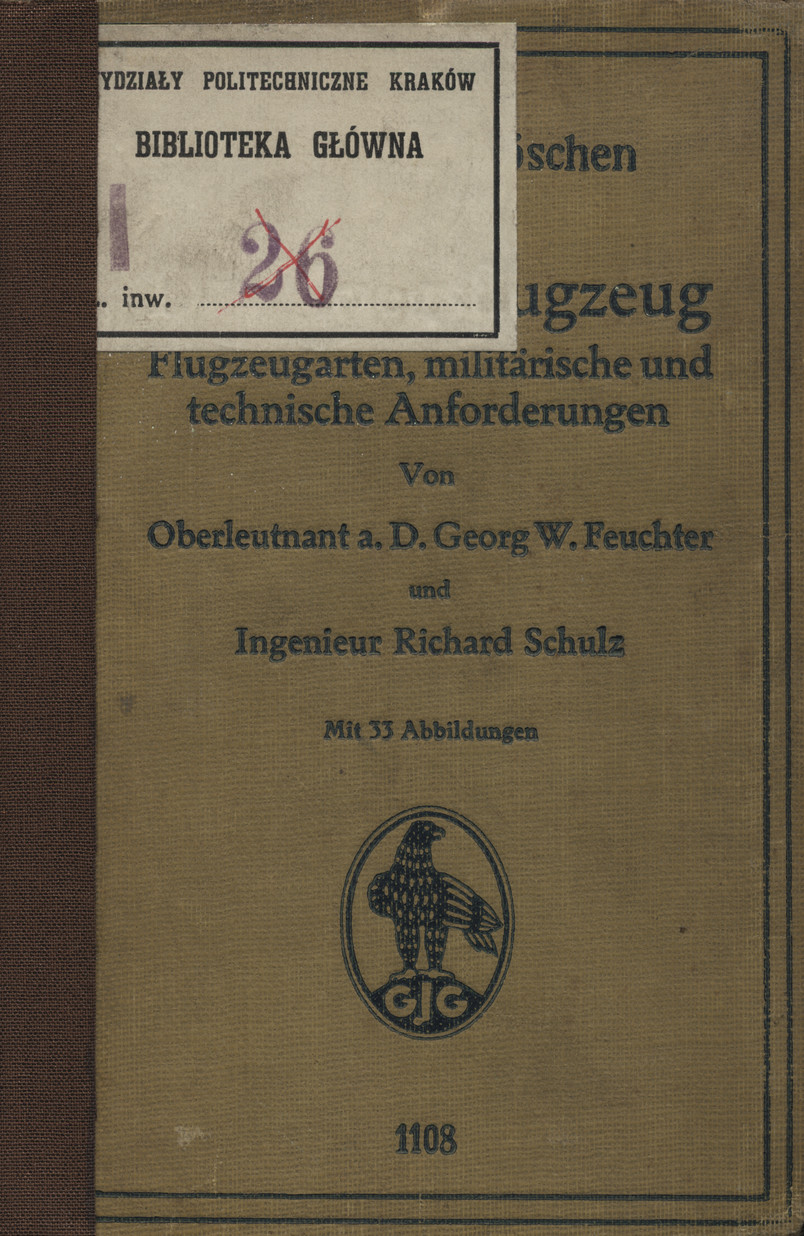 YDZIAŁY POLITECHNICZNE KRAKÓW
BIBLIOTEKA GŁÓWNA
I
26
. inw.
öschen
ugzeug
Flugzeugarten, militärische und
technische Anforderungen
Von
Oberleutnant a. D. Georg W. Feuchter
und
Ingenieur Richard Schulz
Mit 33 Abbildungen
GJG
1108